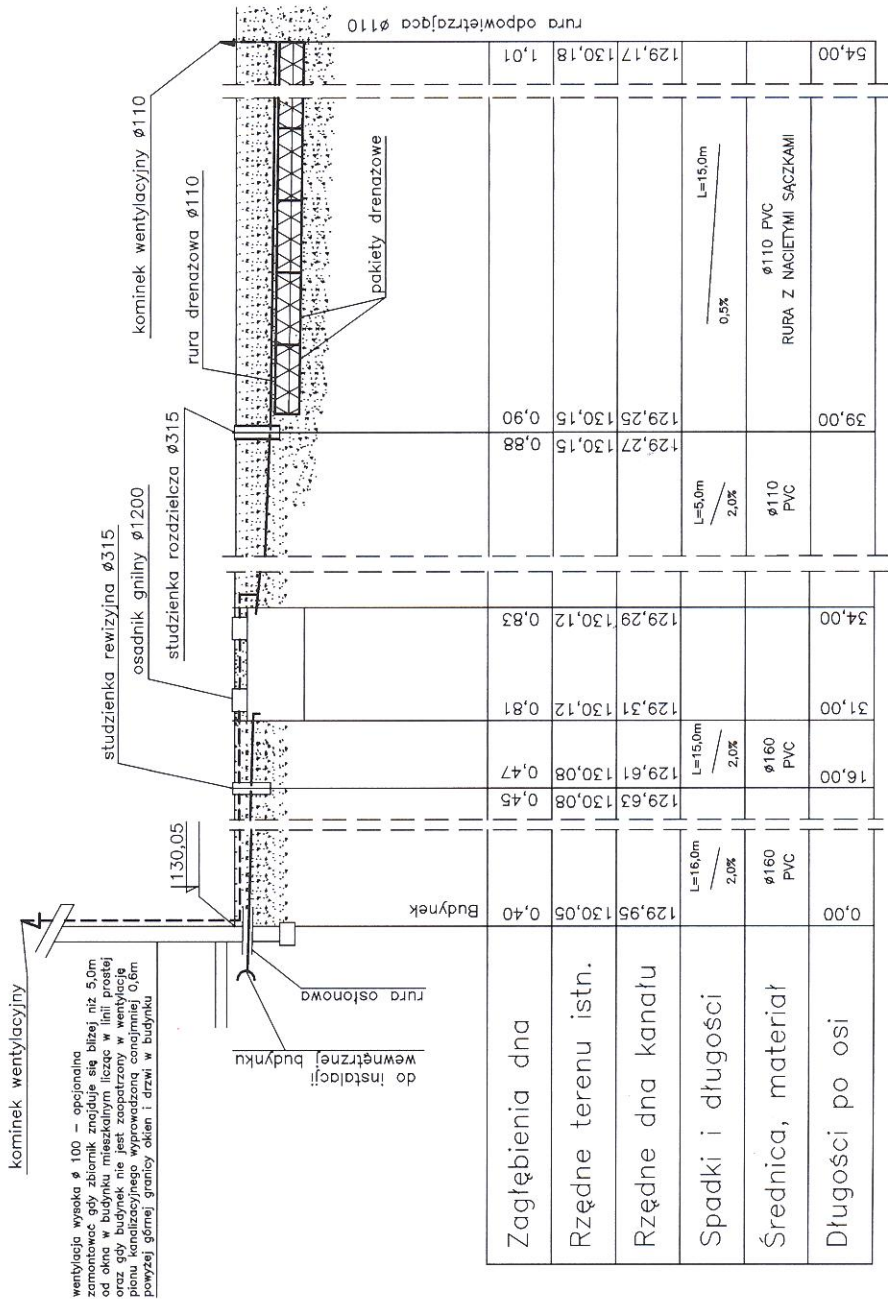 kominek wentylacyjny
wentylacja wysoka ø 100 – opcjonalna
zamontować gdy zbiornik znajduje się bliżej niż 5,0m
od okna w budynku mieszkalnym licząc w linii prostej
oraz gdy budynek nie jest zaopatrzony w wentylację
pionu kanalizacyjnego wyprowadzoną conajmniej 0,6m
powyżej górnej granicy okien i drzwi w budynku
130,05
studzienka rewizyjna ø315
osadnik gnilny ø1200
studzienka rozdzielcza ø315
rura drenażowa ø110
kominek wentylacyjny ø110
rura odpowietrzająca ø110
pakiety drenażowe
do instalacji
wewnętrznej budynku
rura osłonowa
Budynek
Zagłębienia dna
0,40
0,45
0,47
0,81
0,83
0,88
0,90
1,01
Rzędne terenu istn.
130,05
130,08
130,08
130,12
130,12
130,15
130,15
130,18
Rzędne dna kanału
129,95
129,63
129,61
129,31
129,29
129,27
129,25
129,17
Spadki i długości
L=16,0m
2,0%
L=15,0m
2,0%
L=5,0m
2,0%
L=15,0m
0,5%
Średnica, materiał
ø160
PVC
ø160
PVC
ø110
PVC
ø110 PVC
RURA Z NACIETYMI SĄCZKAMI
Długości po osi
0,00
16,00
31,00
34,00
39,00
54,00